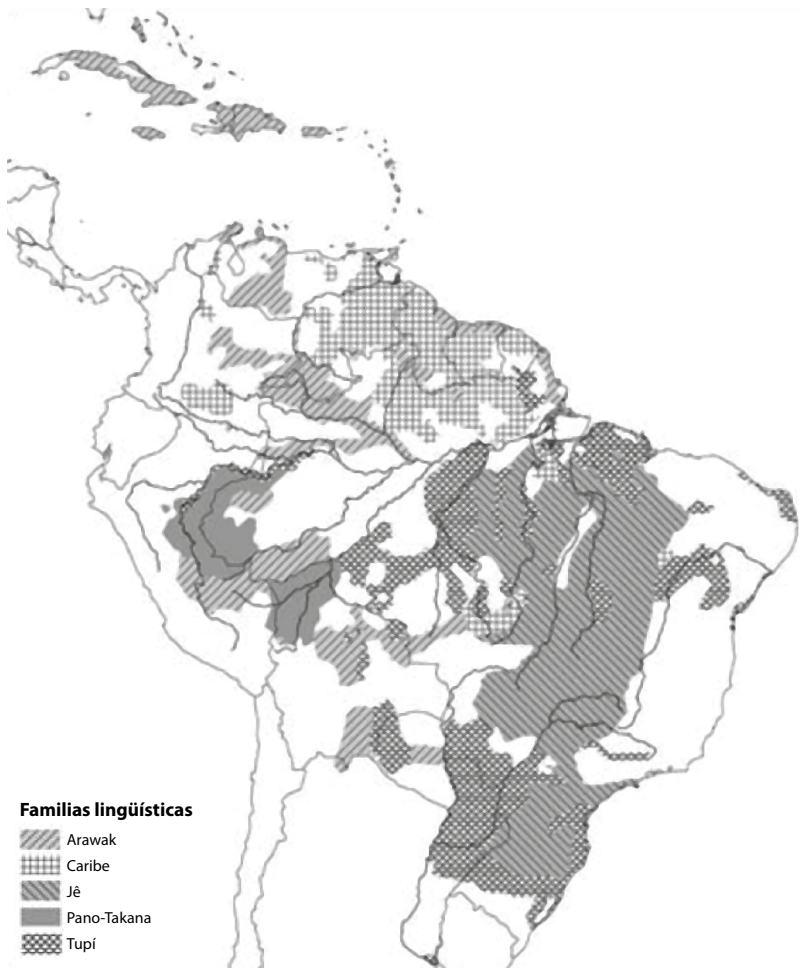 Familias lingüísticas
Arawak
Caribe
Jê
Pano-Takana
Tupí